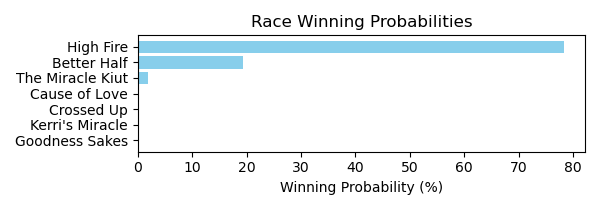 Race Winning Probabilities
High Fire
Better Half
The Miracle Kiut
Cause of Love
Crossed Up
Kerri's Miracle
Goodness Sakes
0 10 20 30 40 50 60 70 80
Winning Probability (%)